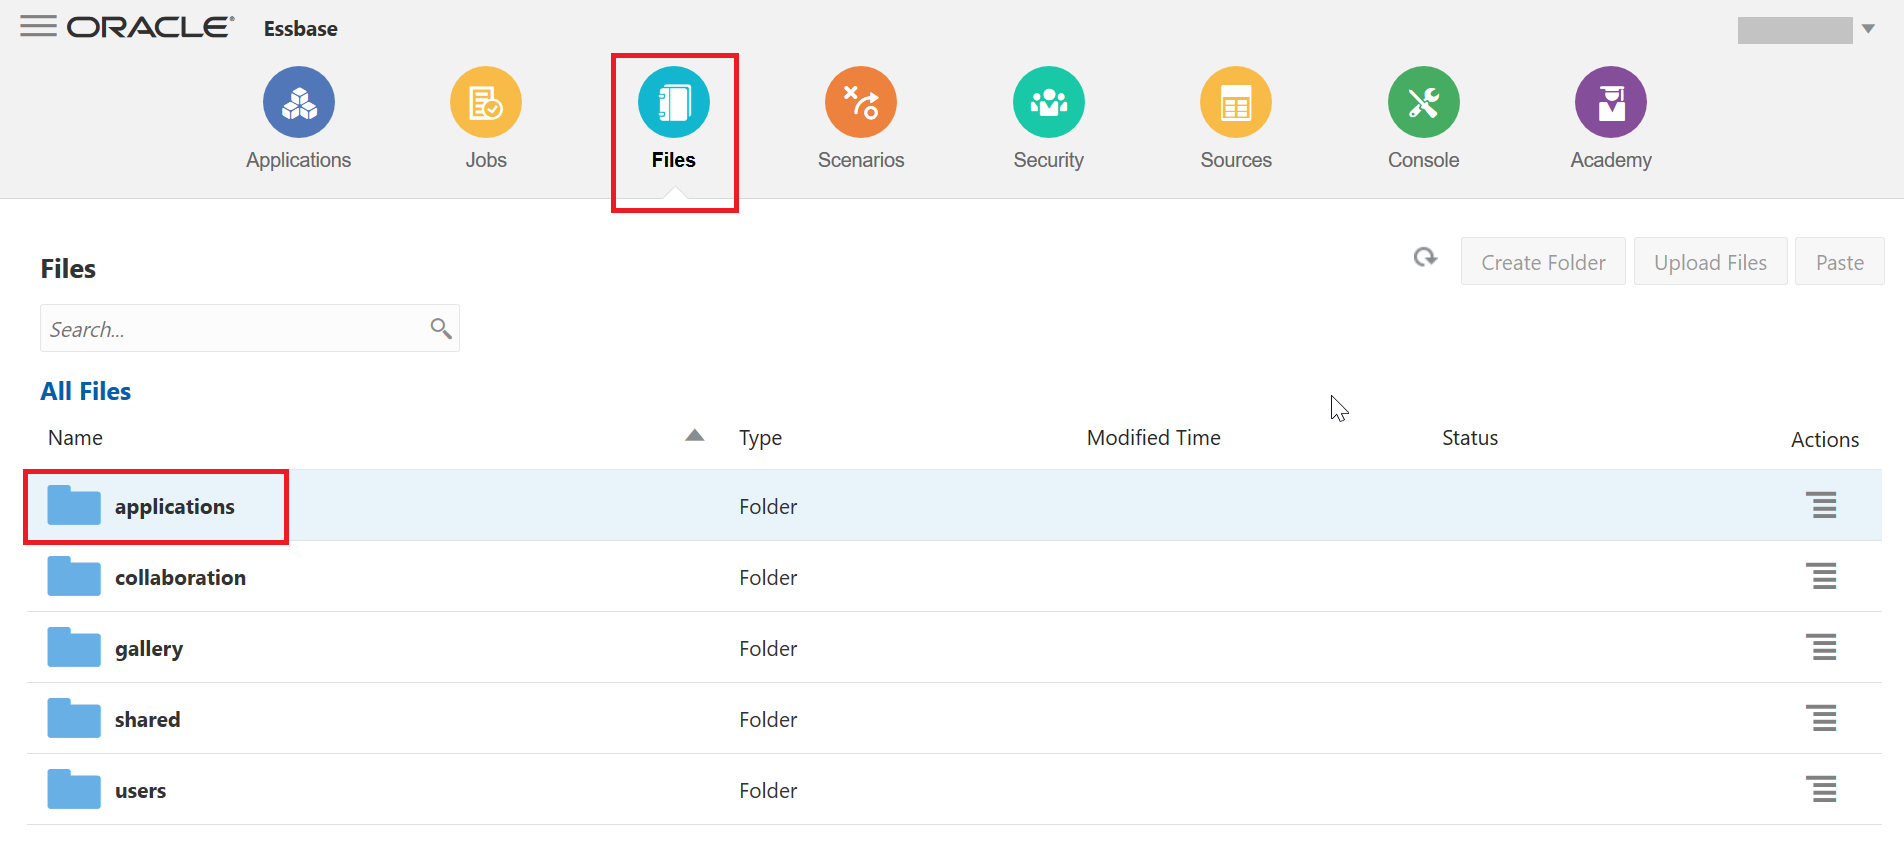 ORACLE® Essbase
Applications Jobs Files Scenarios Security Sources Console Academy
Files
Create Folder Upload Files Paste
Search...
All Files
Name Type Modified Time Status Actions
applications Folder
collaboration Folder
gallery Folder
shared Folder
users Folder